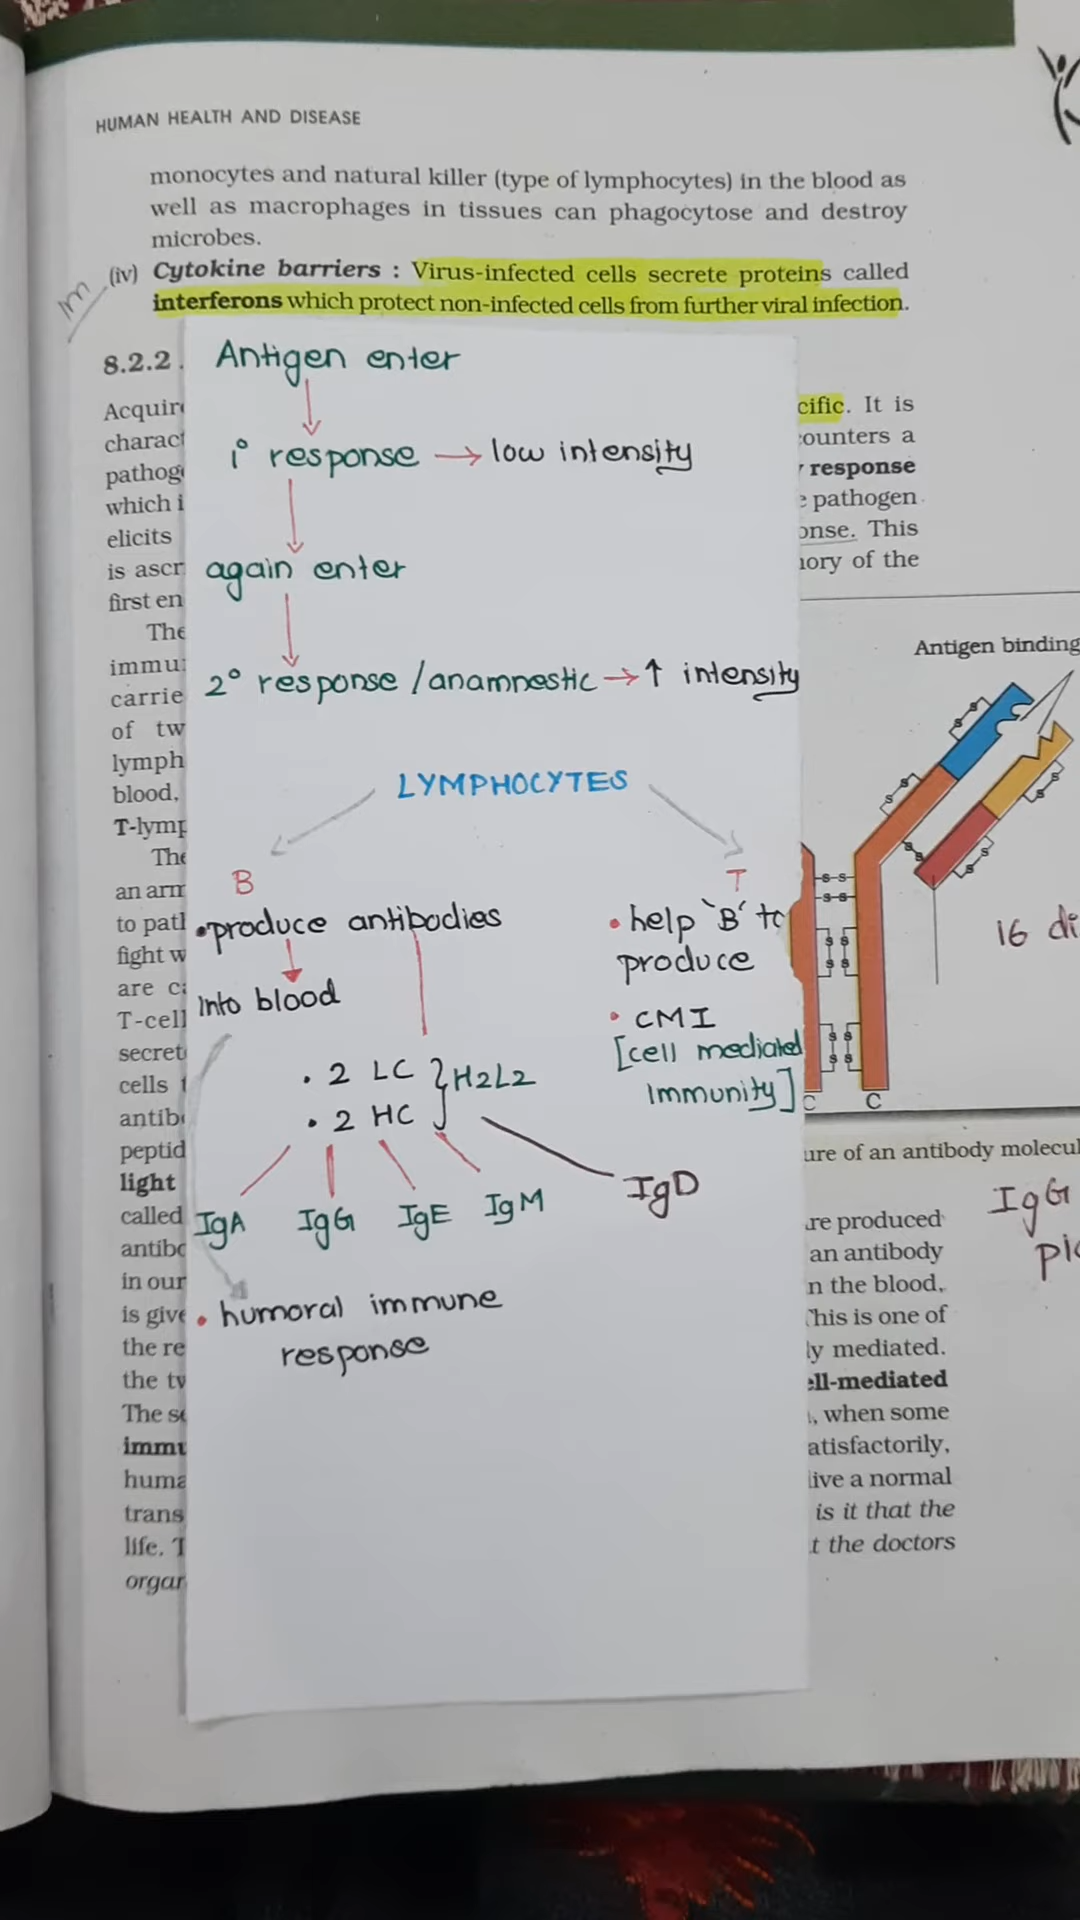 HUMAN HEALTH AND DISEASE
monocytes and natural killer (type of lymphocytes) in the blood as
well as macrophages in tissues can phagocytose and destroy
microbes.
1m
(iv) Cytokine barriers : Virus-infected cells secrete proteins called
interferons which protect non-infected cells from further viral infection.
8.2.2
Antigen enter
1° response → low intensity
again enter
2° response / anamnestic → ↑ intensity
LYMPHOCYTES
B
• produce antibodies
into blood
• 2 LC
• 2 HC
} H2L2
IgA IgG IgE IgM IgD
• humoral immune
response
T
• help 'B' to
produce
• CMI
[cell mediated
Immunity]
Acquir
charact
pathog
which i
elicits
is ascr
first en
The
immu
carrie
of tw
lymph
blood,
T-lymp
The
an arm
to path
fight w
are ca
T-cell
secret
cells t
antib
peptid
light
called
antibo
in our
is give
the re
the tw
The se
immu
huma
trans
life. T
organ
cific. It is
counters a
response
pathogen
onse. This
nory of the
Antigen binding
s s
s-s
s-s
16 di
C C
ure of an antibody molecul
IgG
pla
re produced
an antibody
n the blood,
This is one of
ly mediated.
ell-mediated
, when some
atisfactorily,
live a normal
is it that the
t the doctors